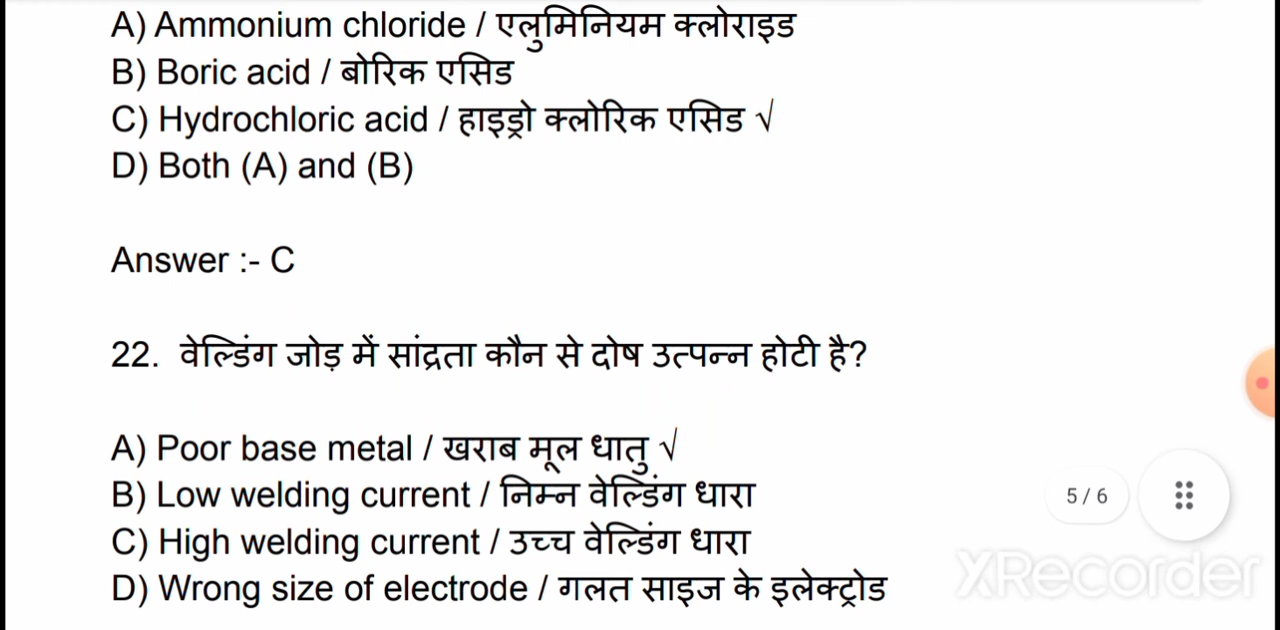 A) Ammonium chloride / एलुमिनियम क्लोराइड
B) Boric acid / बोरिक एसिड
C) Hydrochloric acid / हाइड्रो क्लोरिक एसिड √
D) Both (A) and (B)
Answer :- C
22. वेल्डिंग जोड़ में सांद्रता कौन से दोष उत्पन्न होटी है?
A) Poor base metal / खराब मूल धातु √
B) Low welding current / निम्न वेल्डिंग धारा
5 / 6
C) High welding current / उच्च वेल्डिंग धारा
D) Wrong size of electrode / गलत साइज के इलेक्ट्रोड
XRecorder